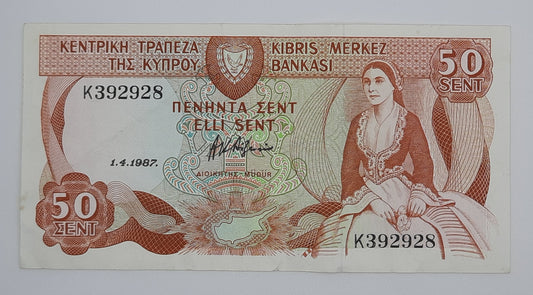 ΚΕΝΤΡΙΚΗ ΤΡΑΠΕΖΑ
ΤΗΣ ΚΥΠΡΟΥ
KIBRIS MERKEZ
BANKASI
50
SENT
K392928
ΠΕΝΗΝΤΑ ΣΕΝΤ
ELLI SENT
1.4.1987.
ΔΙΟΙΚΗΤΗΣ - MÜDÜR
50
ΣΕΝΤ
K392928